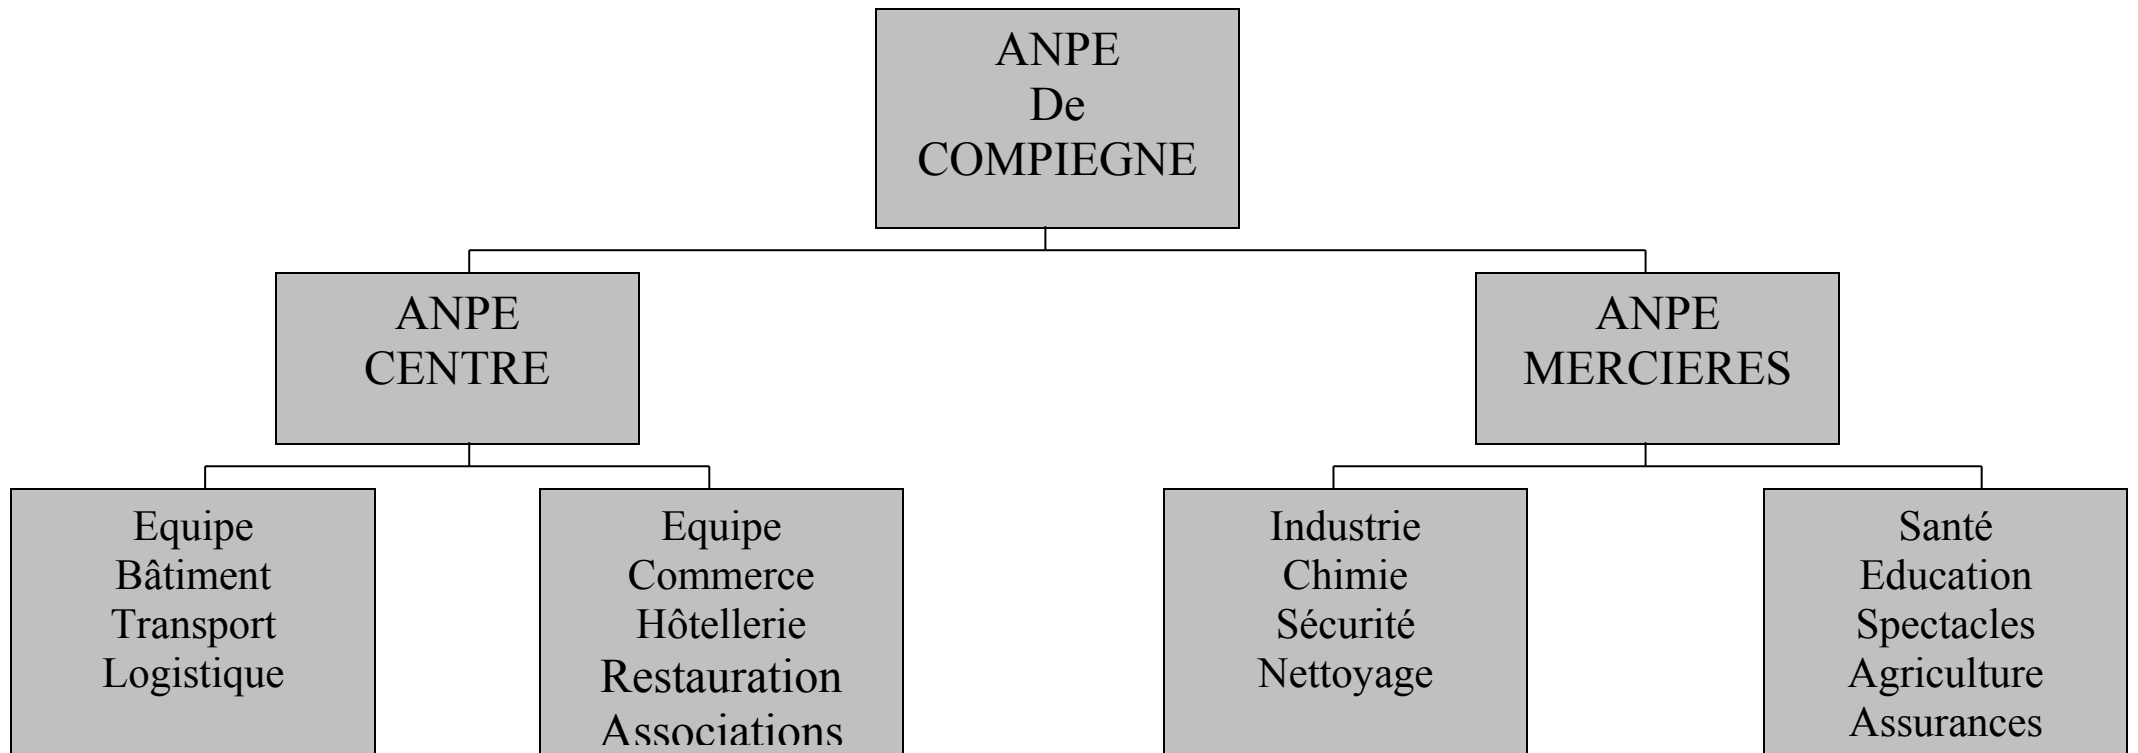 ANPE
De
COMPIEGNE
ANPE
CENTRE
ANPE
MERCIERES
Equipe
Bâtiment
Transport
Logistique
Equipe
Commerce
Hôtellerie
Restauration
Associations
Industrie
Chimie
Sécurité
Nettoyage
Santé
Education
Spectacles
Agriculture
Assurances